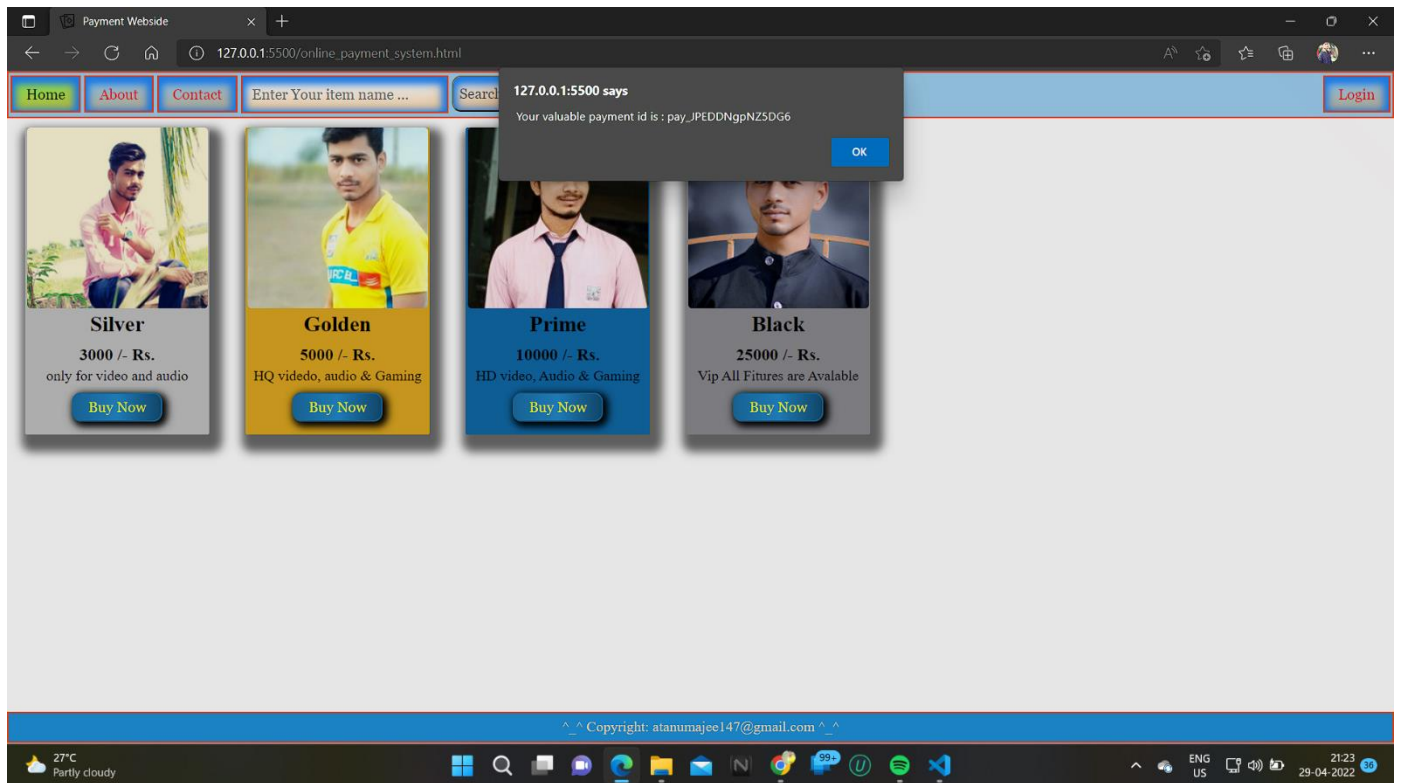 Payment Webside
127.0.0.1:5500/online_payment_system.html
Home About Contact Enter Your item name ... Search Login
127.0.0.1:5500 says
Your valuable payment id is : pay_JPEDDNgpNZ5DG6
OK
Silver Golden Prime Black
3000 /- Rs. 5000 /- Rs. 10000 /- Rs. 25000 /- Rs.
only for video and audio HQ videdo, audio & Gaming HD video, Audio & Gaming Vip All Fitures are Avalable
Buy Now Buy Now Buy Now Buy Now
^_^ Copyright: atanumajee147@gmail.com ^_^
27°C
Partly cloudy
99+
ENG
US
21:23
29-04-2022
36